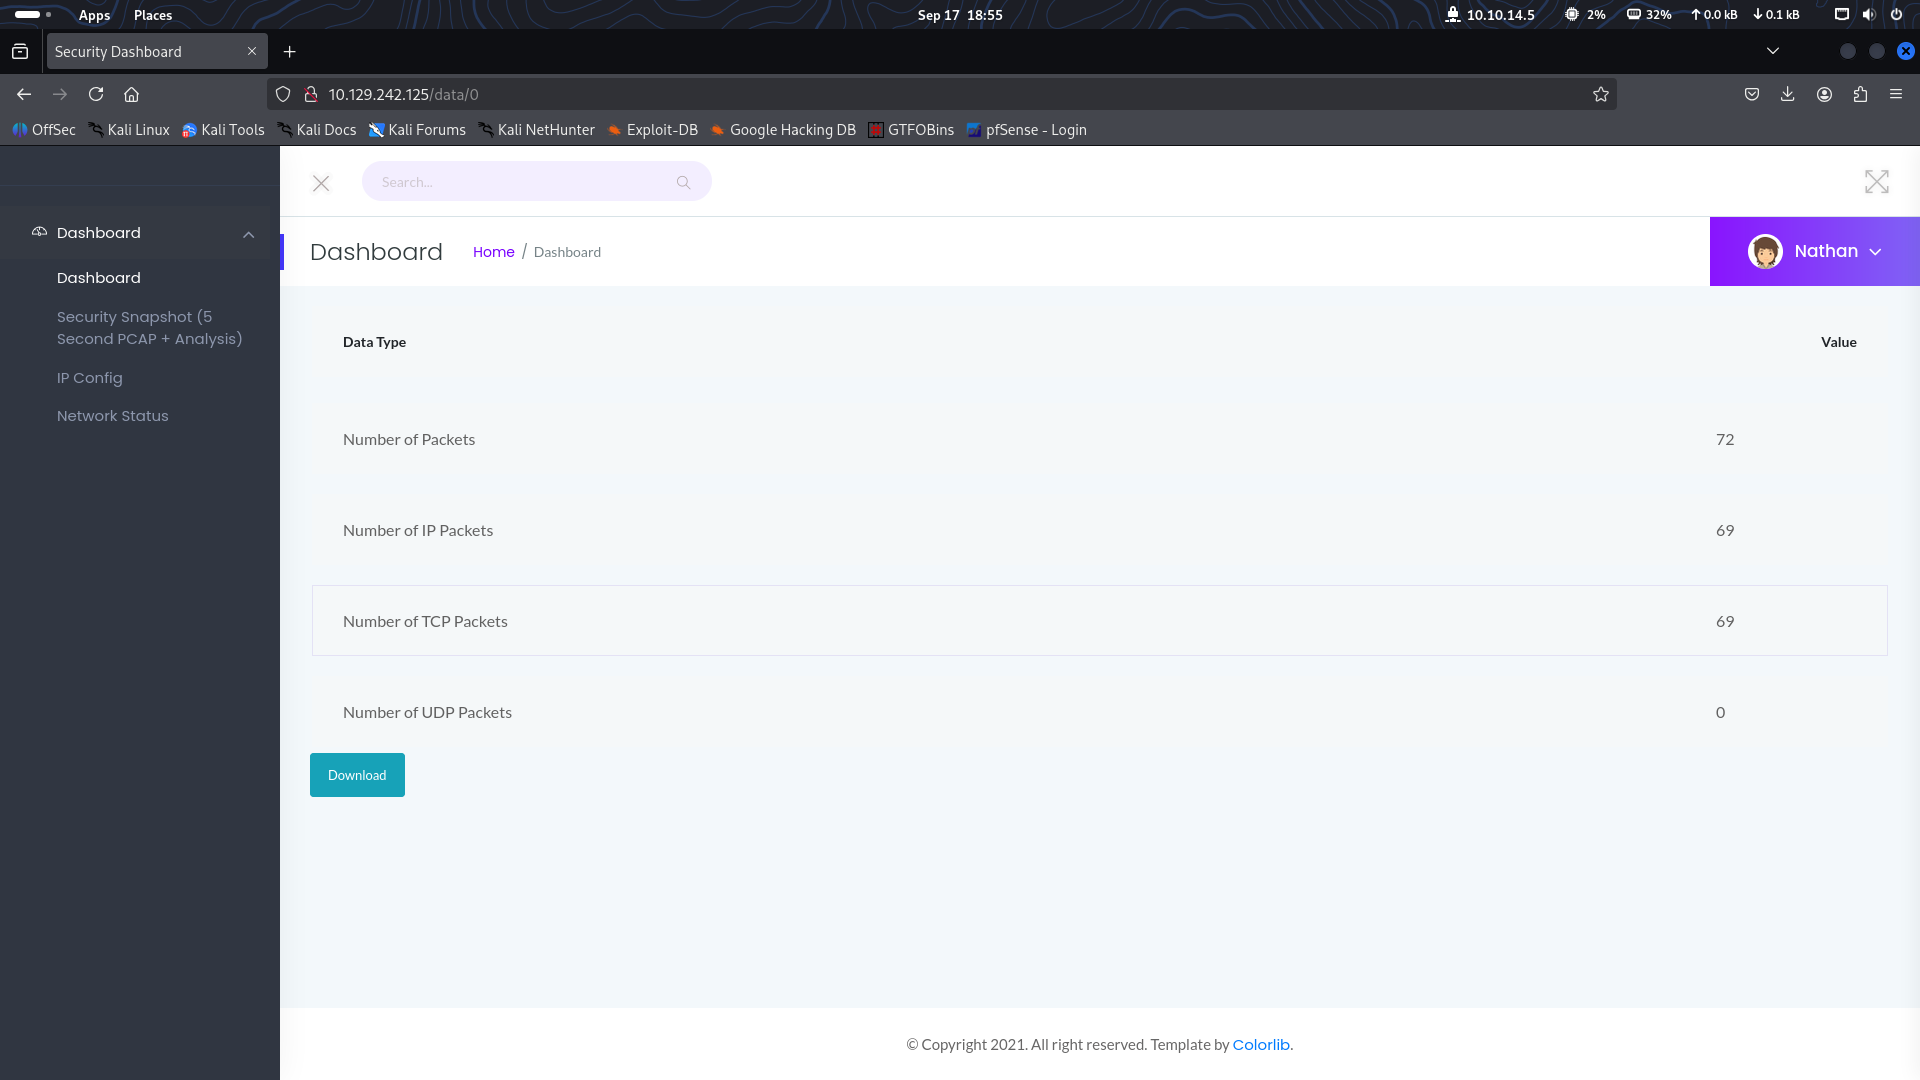 Apps Places Sep 17 18:55 10.10.14.5 2% 32% 0.0 kB 0.1 kB
Security Dashboard
10.129.242.125/data/0
OffSec Kali Linux Kali Tools Kali Docs Kali Forums Kali NetHunter Exploit-DB Google Hacking DB GTFOBins pfSense - Login
Search...
Dashboard
Dashboard
Security Snapshot (5
Second PCAP + Analysis)
IP Config
Network Status
Dashboard Home / Dashboard Nathan
Data Type Value
Number of Packets 72
Number of IP Packets 69
Number of TCP Packets 69
Number of UDP Packets 0
Download
© Copyright 2021. All right reserved. Template by Colorlib.